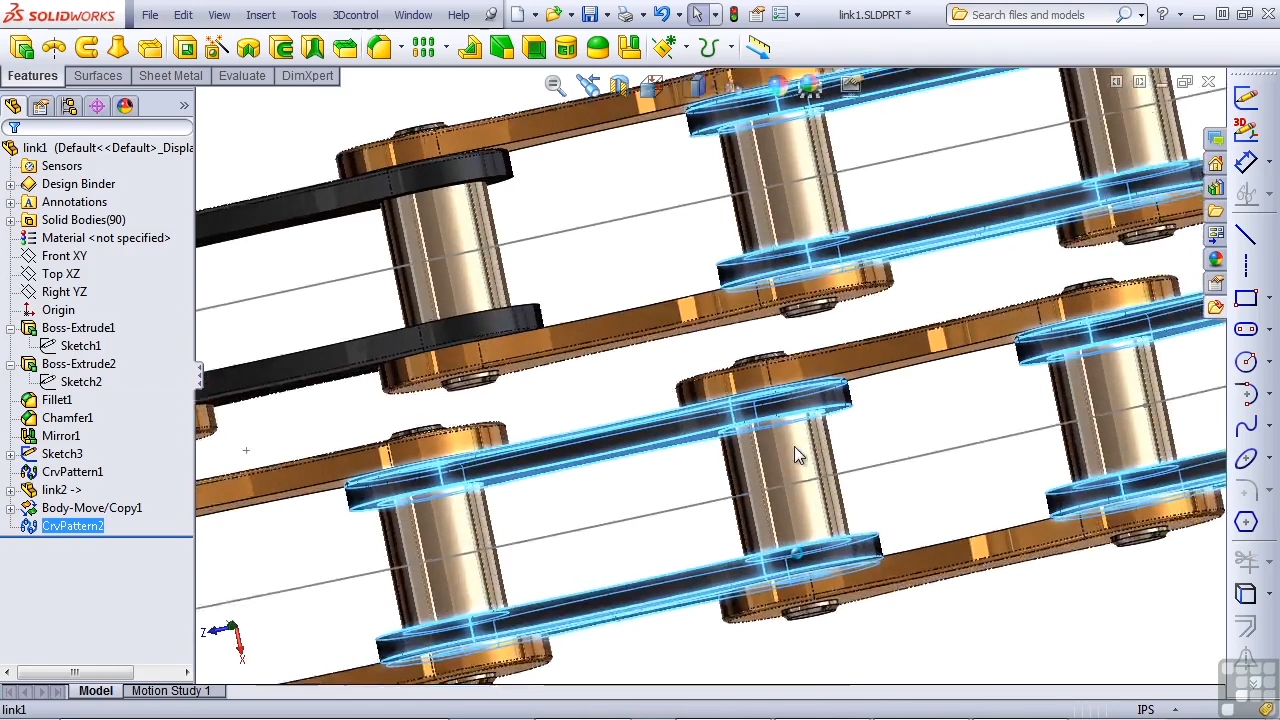 SOLIDWORKS File Edit View Insert Tools 3Dcontrol Window Help link1.SLDPRT * Search files and models
Features Surfaces Sheet Metal Evaluate DimXpert
link1 (Default<<Default>_Displa
Sensors
Design Binder
Annotations
Solid Bodies(90)
Material <not specified>
Front XY
Top XZ
Right YZ
Origin
Boss-Extrude1
Sketch1
Boss-Extrude2
Sketch2
Fillet1
Chamfer1
Mirror1
Sketch3
CrvPattern1
link2 ->
Body-Move/Copy1
CrvPattern2
Z
X
Model Motion Study 1
link1 IPS